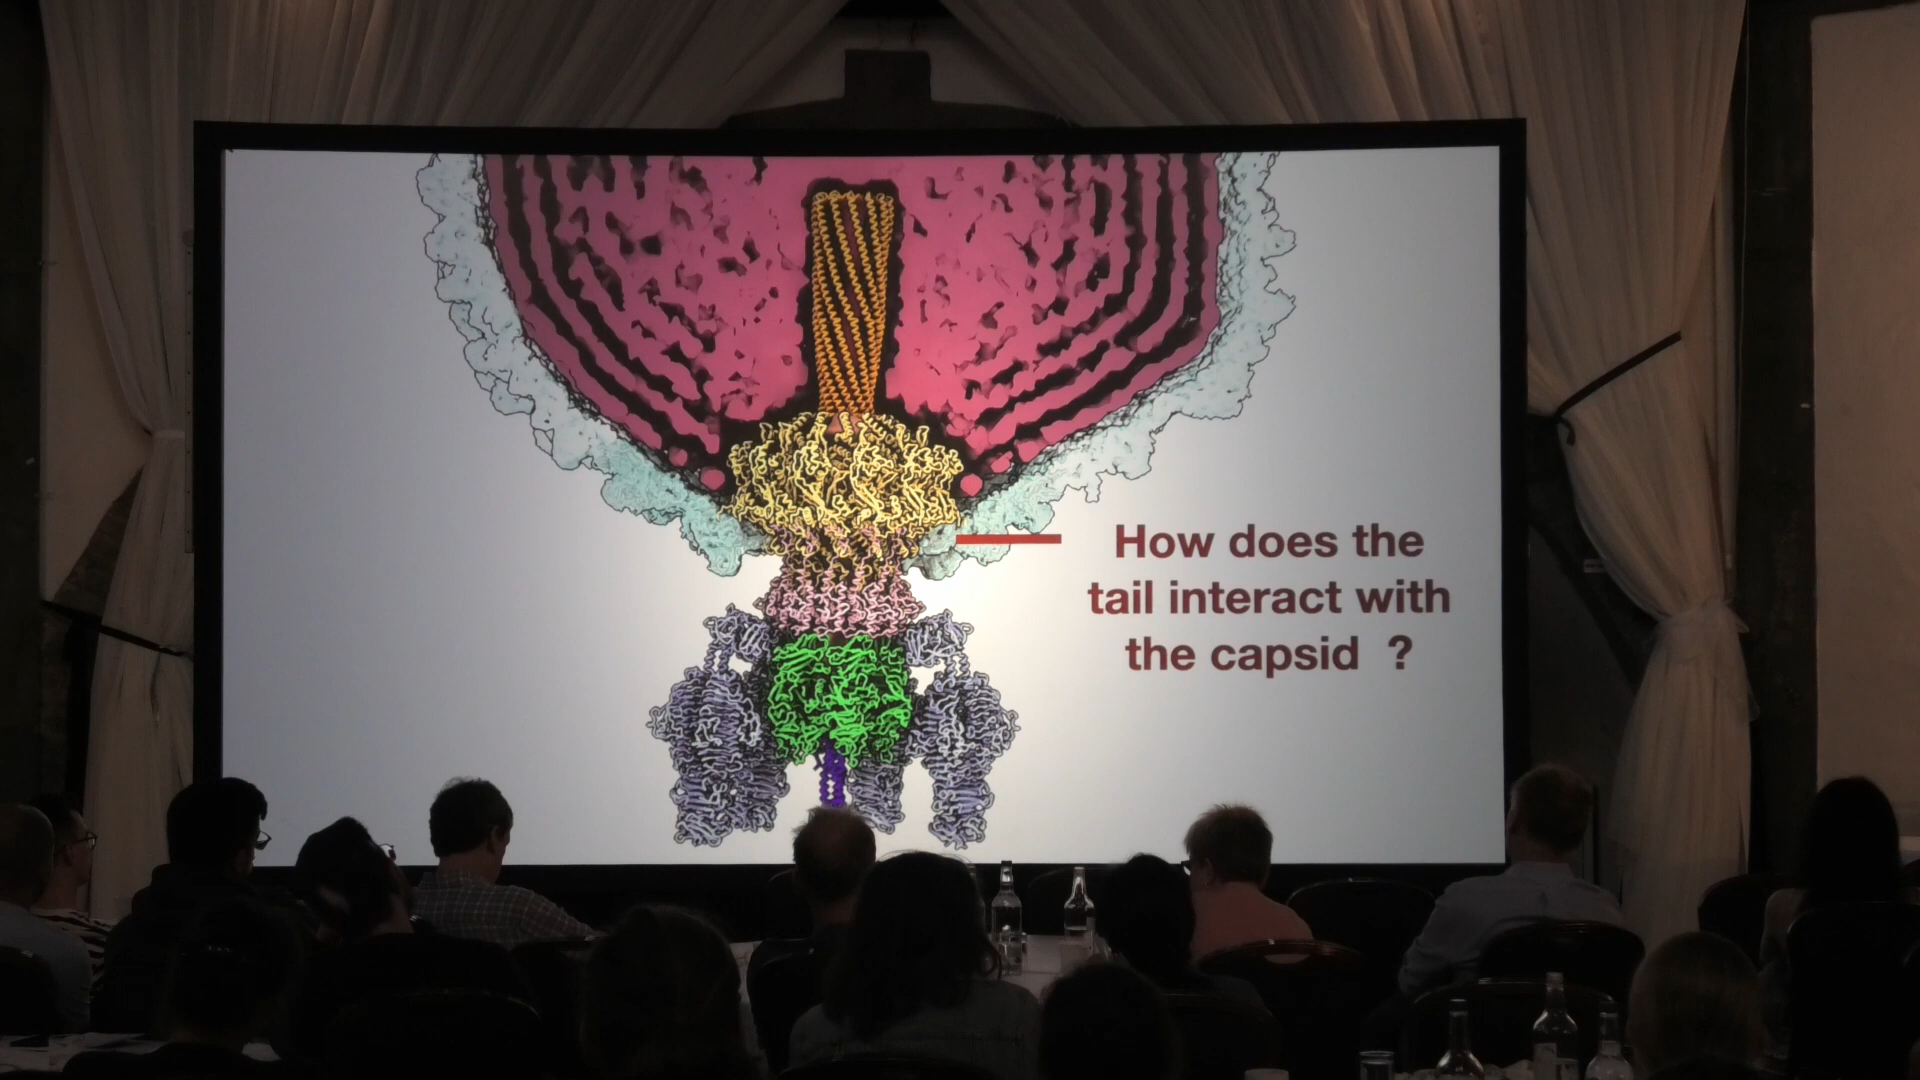 How does the
tail interact with
the capsid ?